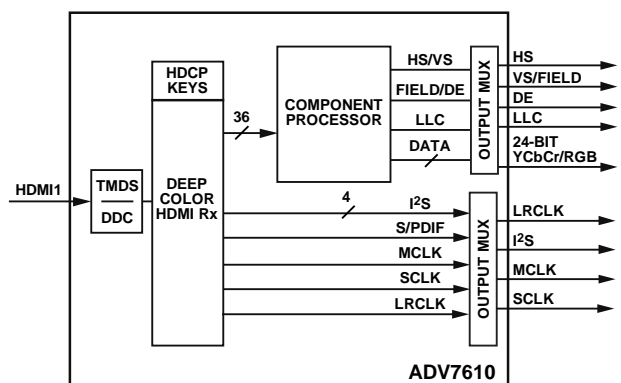 HDMI1
TMDS
DDC
HDCP
KEYS
DEEP
COLOR
HDMI Rx
36
COMPONENT
PROCESSOR
HS/VS
FIELD/DE
LLC
DATA
OUTPUT MUX
HS
VS/FIELD
DE
LLC
24-BIT
YCbCr/RGB
4
I²S
S/PDIF
MCLK
SCLK
LRCLK
OUTPUT MUX
LRCLK
I²S
MCLK
SCLK
ADV7610